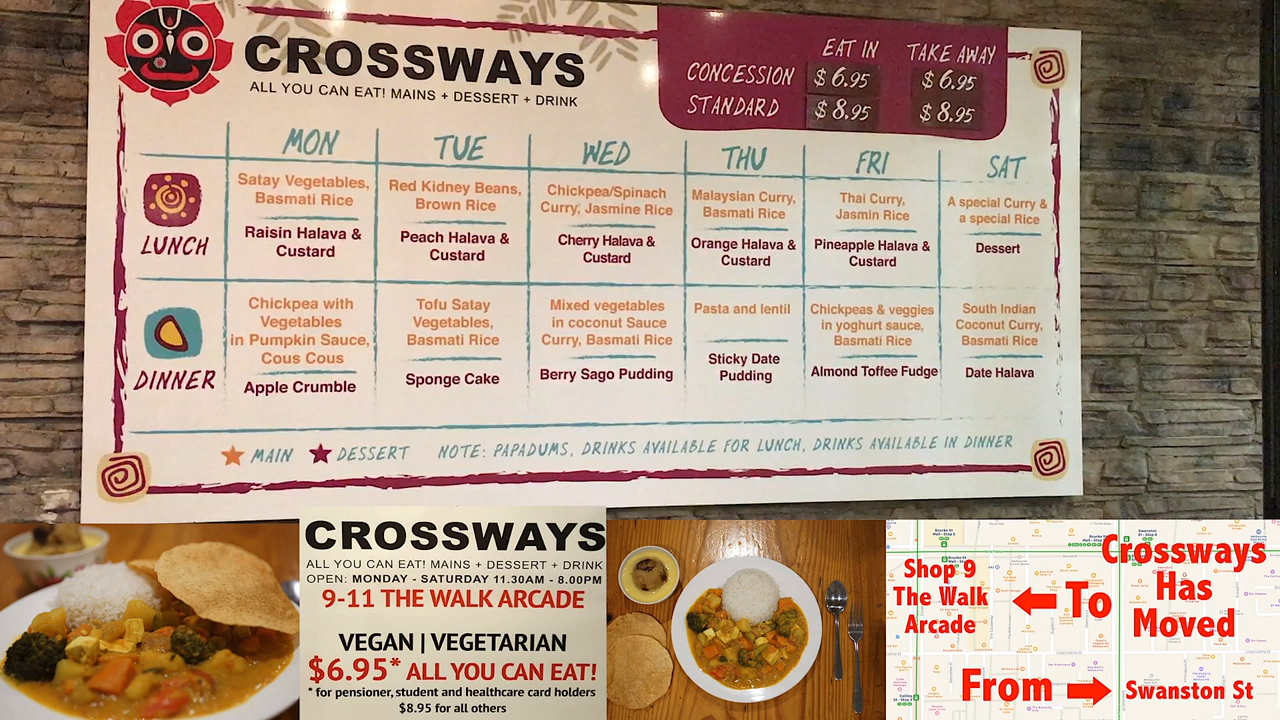 CROSSWAYS
ALL YOU CAN EAT! MAINS + DESSERT + DRINK
EAT IN TAKE AWAY
CONCESSION $6.95 $6.95
STANDARD $8.95 $8.95
MON TUE WED THU FRI SAT
LUNCH
Satay Vegetables,
Basmati Rice
Raisin Halava &
Custard
Red Kidney Beans,
Brown Rice
Peach Halava &
Custard
Chickpea/Spinach
Curry, Jasmine Rice
Cherry Halava &
Custard
Malaysian Curry,
Basmati Rice
Orange Halava &
Custard
Thai Curry,
Jasmin Rice
Pineapple Halava &
Custard
A special Curry &
a special Rice
Dessert
DINNER
Chickpea with
Vegetables
in Pumpkin Sauce,
Cous Cous
Apple Crumble
Tofu Satay
Vegetables,
Basmati Rice
Sponge Cake
Mixed vegetables
in coconut Sauce
Curry, Basmati Rice
Berry Sago Pudding
Pasta and lentil
Sticky Date
Pudding
Chickpeas & veggies
in yoghurt sauce,
Basmati Rice
Almond Toffee Fudge
South Indian
Coconut Curry,
Basmati Rice
Date Halava
MAIN DESSERT NOTE: PAPADUMS, DRINKS AVAILABLE FOR LUNCH, DRINKS AVAILABLE IN DINNER
CROSSWAYS
ALL YOU CAN EAT! MAINS + DESSERT + DRINK
OPEN: MONDAY - SATURDAY 11.30AM - 8.00PM
9-11 THE WALK ARCADE
VEGAN | VEGETARIAN
$6.95* ALL YOU CAN EAT!
* for pensioner, student and healthcare card holders
$8.95 for all others
Crossways
Has
Moved
From
Swanston St
To
Shop 9
The Walk
Arcade